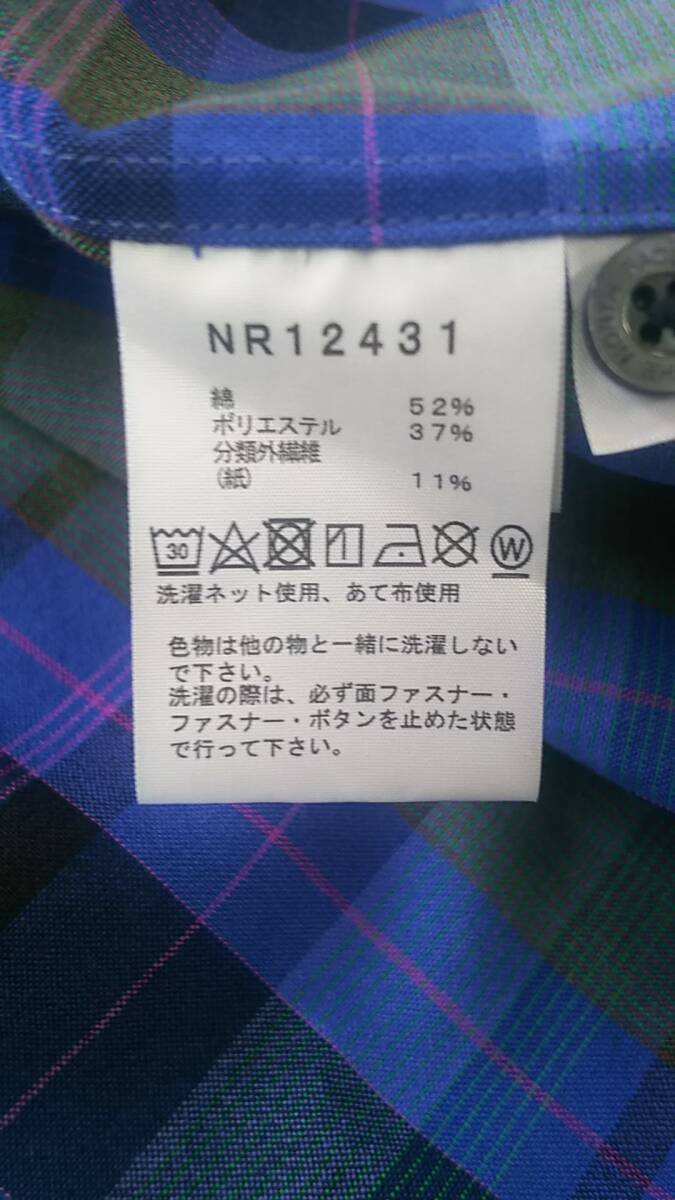 NR12431
綿 52%
ポリエステル 37%
分類外繊維
(紙) 11%
30 W
洗濯ネット使用、あて布使用
色物は他の物と一緒に洗濯しない
で下さい。
洗濯の際は、必ず面ファスナー・
ファスナー・ボタンを止めた状態
で行って下さい。